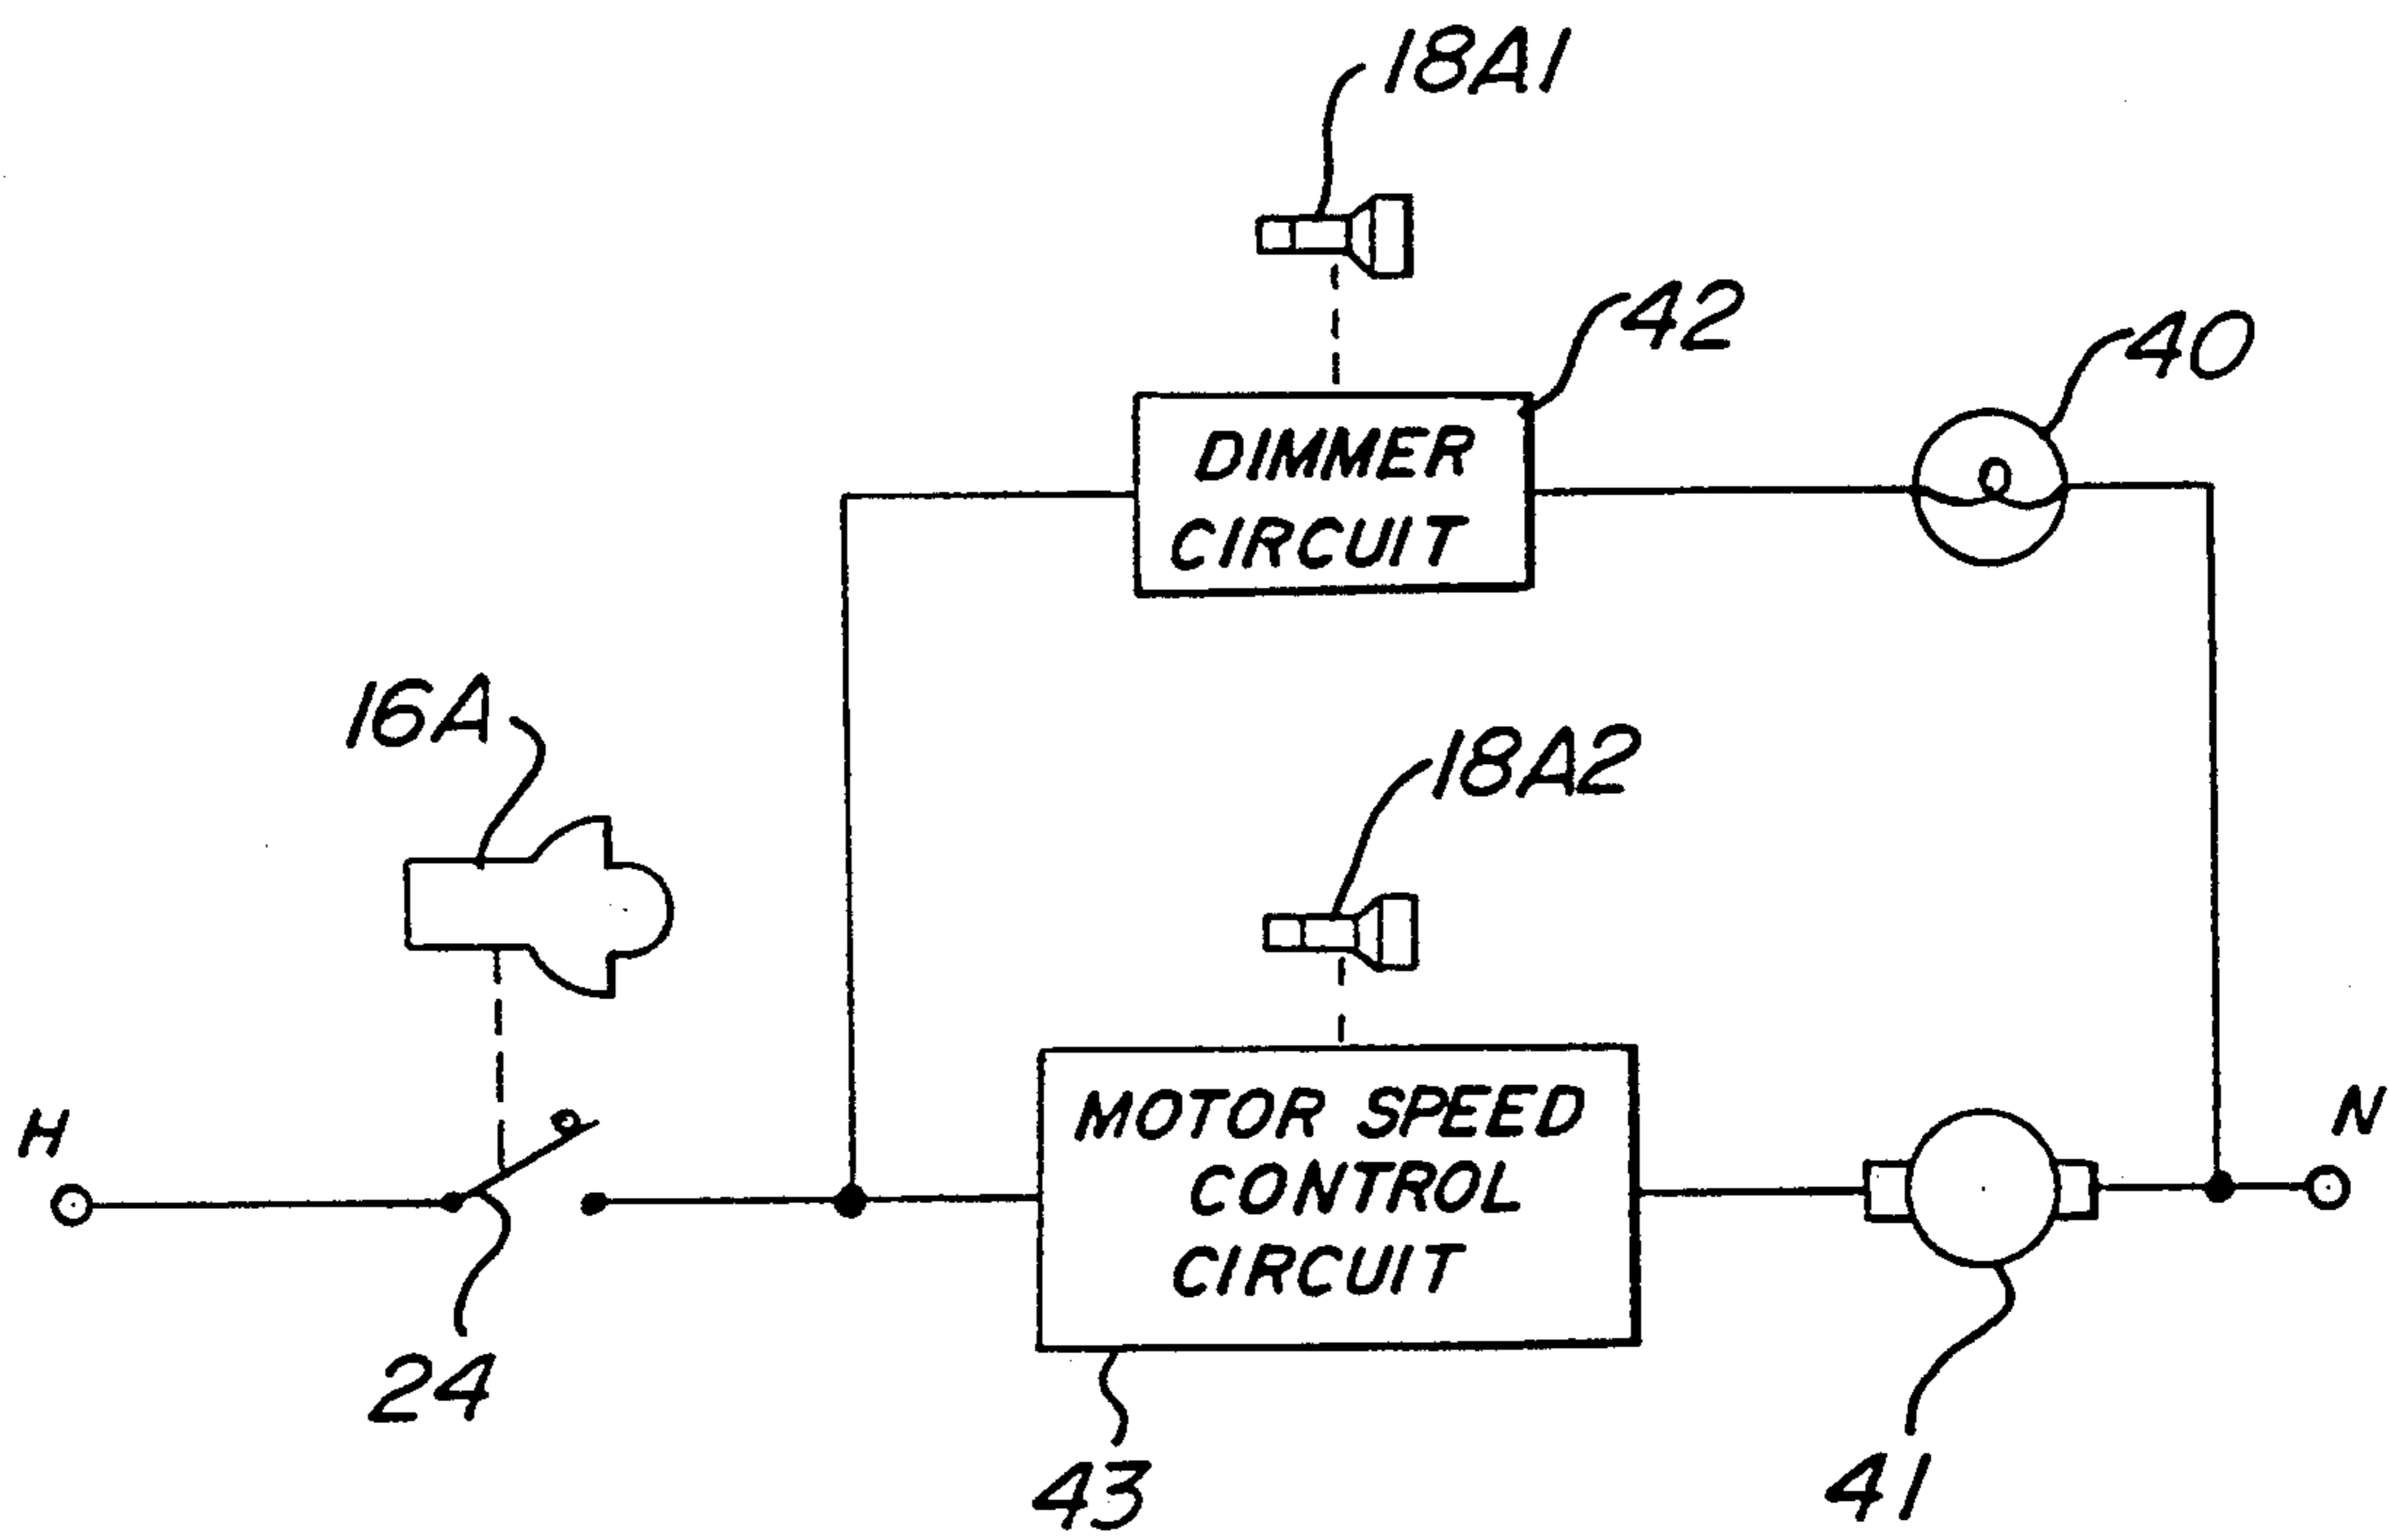 18A1
42
40
DIMMER
CIRCUIT
16A
18A2
H
N
MOTOR SPEED
CONTROL
CIRCUIT
24
43
41